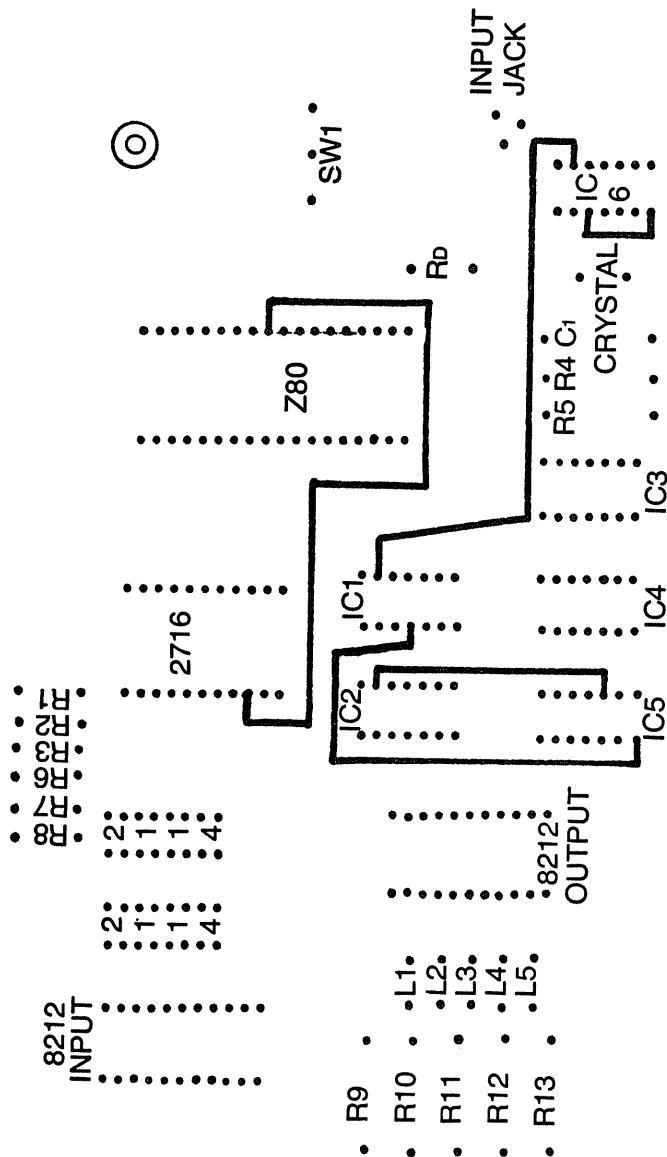 INPUT
JACK
SW1
IC
6
RD
CRYSTAL
Z80
R5 R4 C1
IC3
2716
IC1
IC4
R1
R2
R3
R6
R7
R8
IC2
IC5
2
1
1
4
2
1
1
4
8212
OUTPUT
L1
L2
L3
L4
L5
8212
INPUT
R9
R10
R11
R12
R13